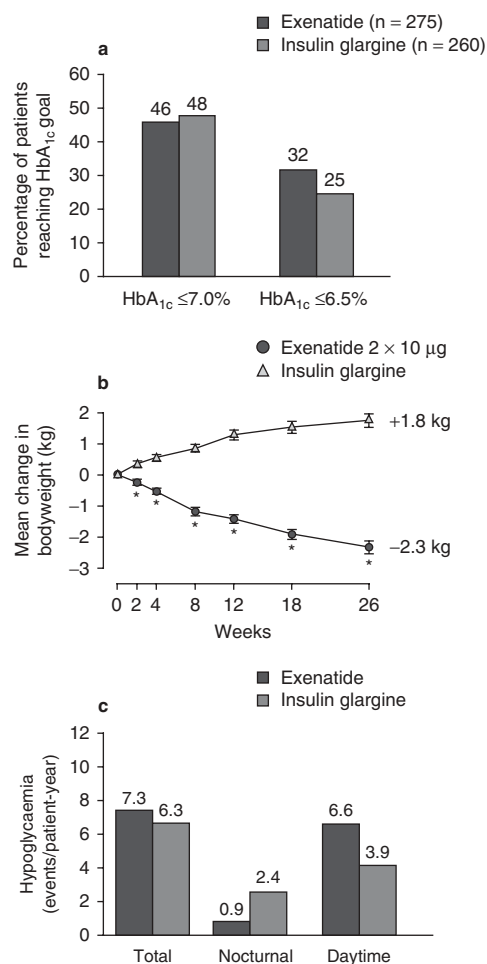 Exenatide (n = 275)
Insulin glargine (n = 260)
a
Percentage of patients
reaching HbA1c goal
60
50
40
30
20
10
0
46
48
32
25
HbA1c ≤7.0%
HbA1c ≤6.5%
Exenatide 2 × 10 µg
Insulin glargine
b
Mean change in
bodyweight (kg)
2
1
0
−1
−2
−3
+1.8 kg
−2.3 kg
* * * * * *
0 2 4 8 12 18 26
Weeks
Exenatide
Insulin glargine
c
Hypoglycaemia
(events/patient-year)
12
10
8
6
4
2
0
7.3
6.3
0.9
2.4
6.6
3.9
Total
Nocturnal
Daytime